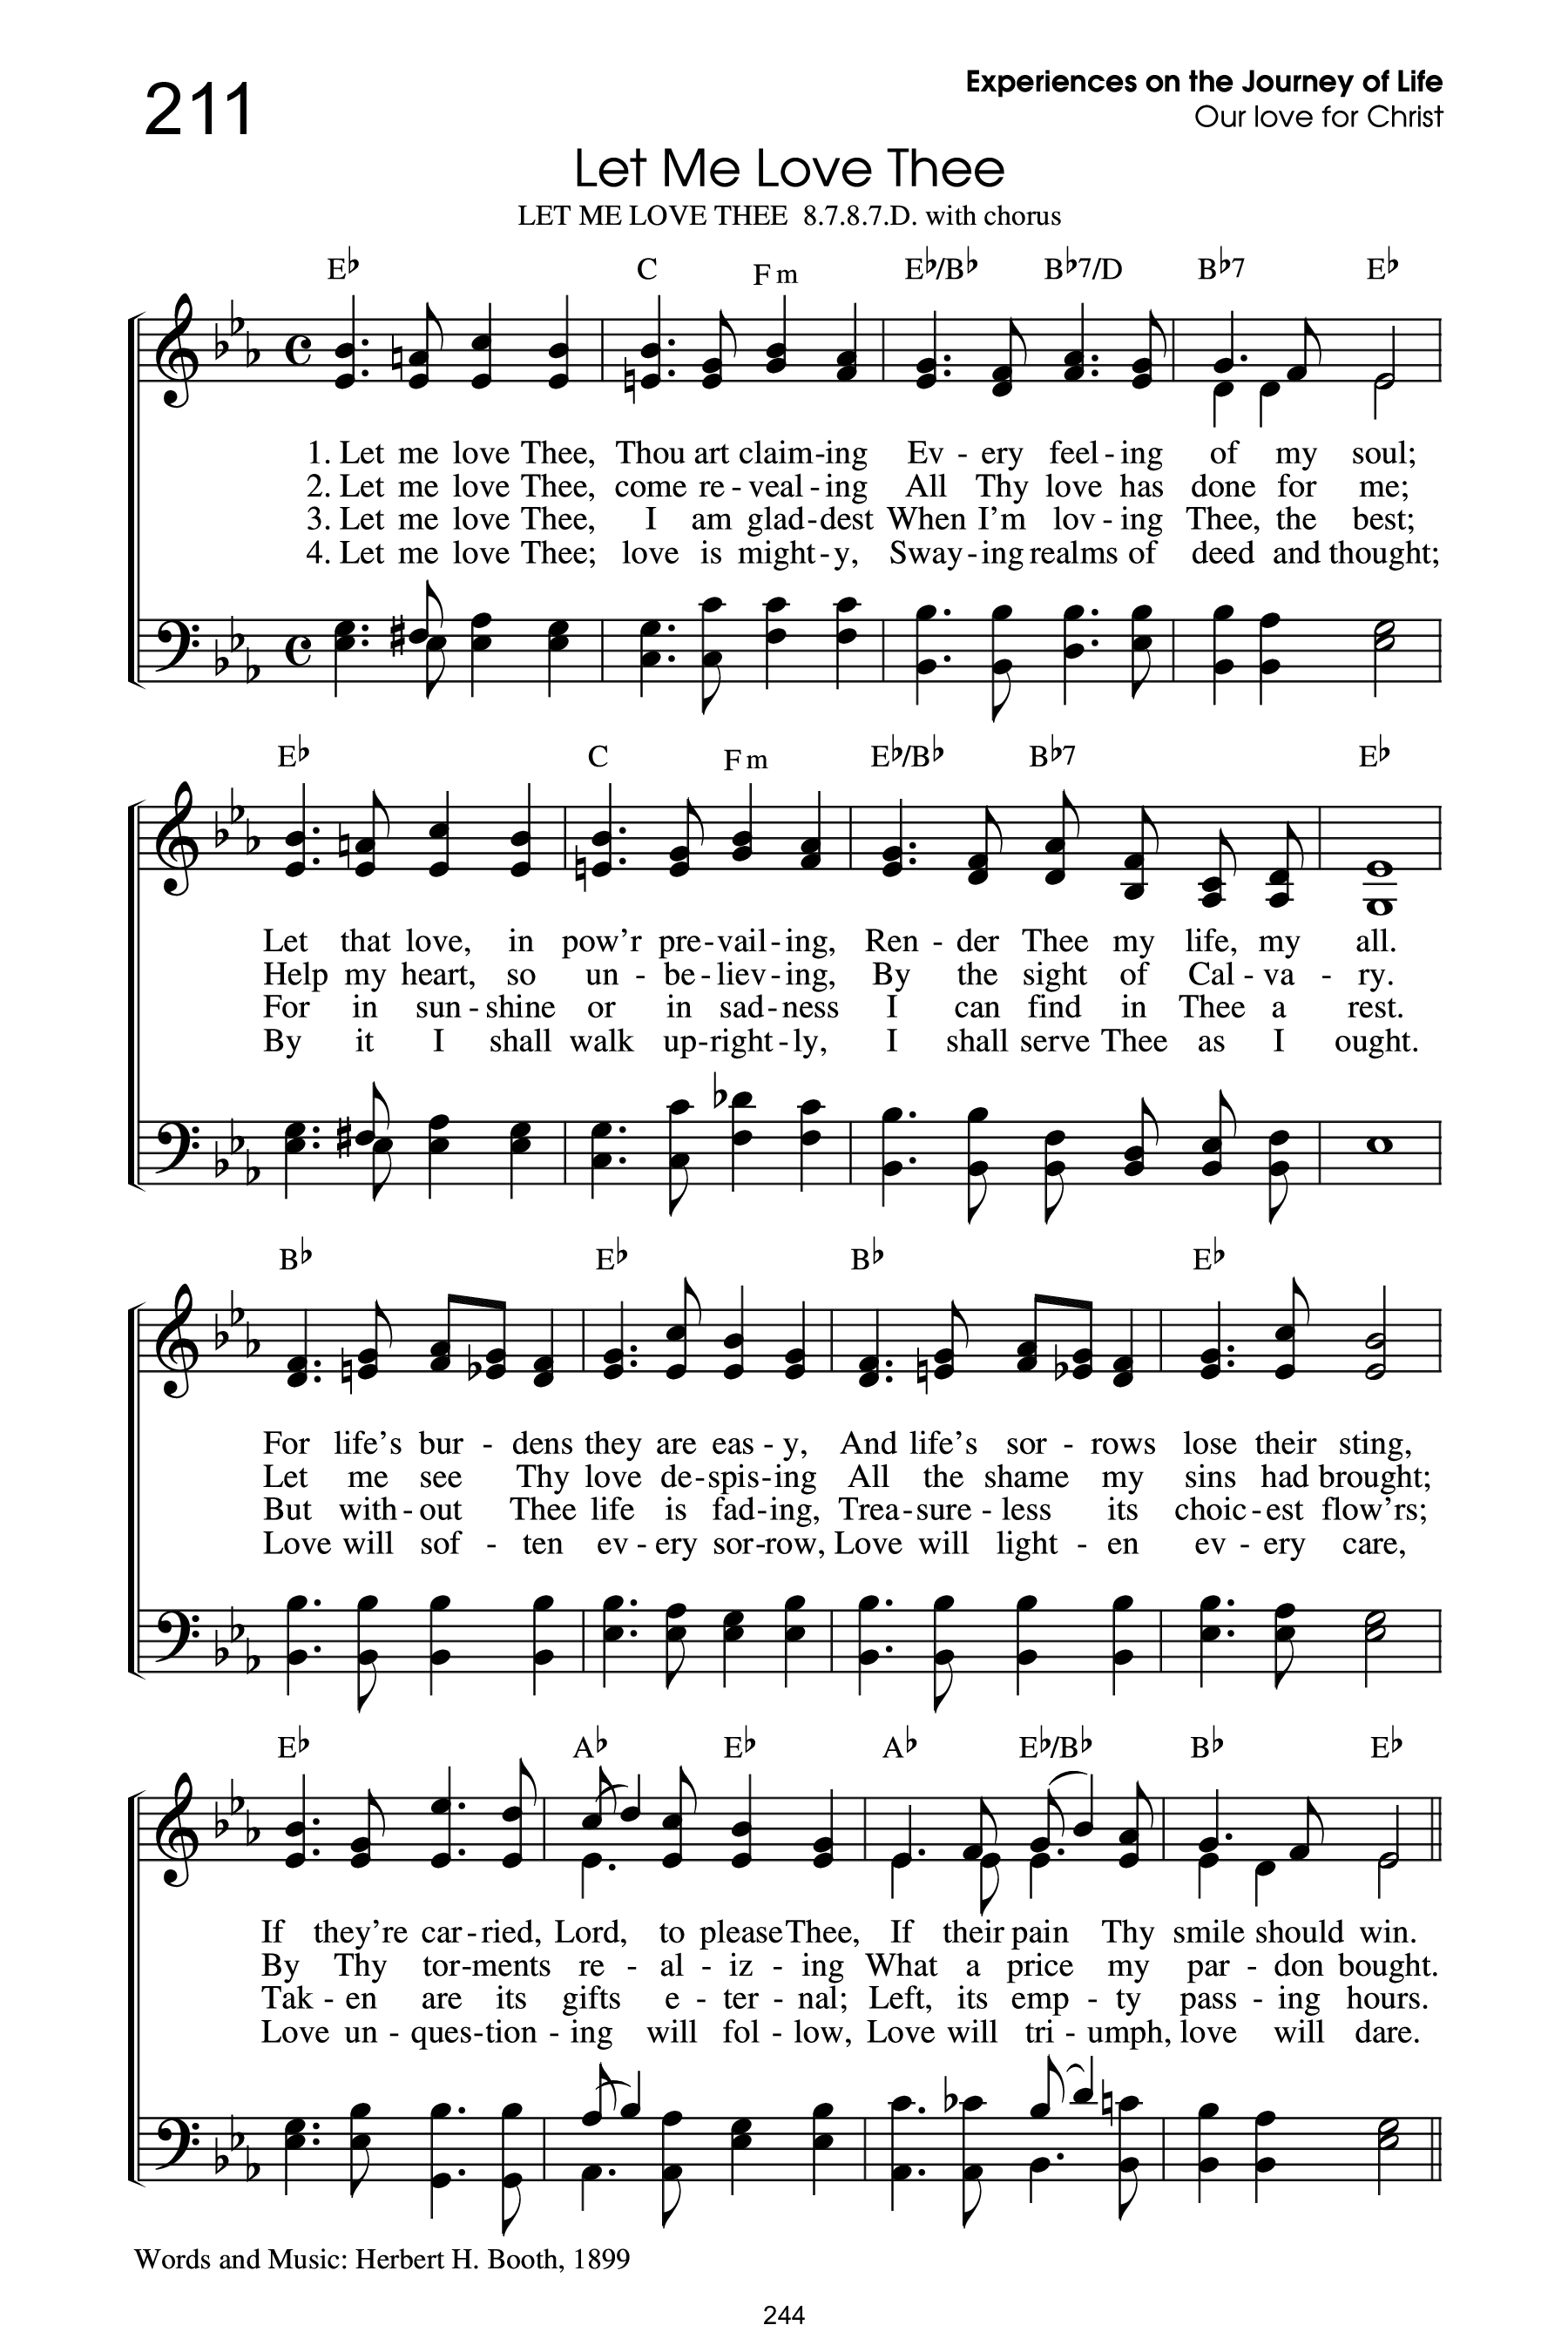 211
Experiences on the Journey of Life
Our love for Christ
Let Me Love Thee
LET ME LOVE THEE 8.7.8.7.D. with chorus
E♭ C Fm E♭/B♭ B♭7/D B♭7 E♭
1. Let me love Thee, Thou art claim-ing Ev - ery feel - ing of my soul;
2. Let me love Thee, come re - veal - ing All Thy love has done for me;
3. Let me love Thee, I am glad-dest When I'm lov - ing Thee, the best;
4. Let me love Thee; love is might - y, Sway - ing realms of deed and thought;
E♭ C Fm E♭/B♭ B♭7 E♭
Let that love, in pow'r pre-vail-ing, Ren - der Thee my life, my all.
Help my heart, so un - be - liev - ing, By the sight of Cal - va - ry.
For in sun - shine or in sad - ness I can find in Thee a rest.
By it I shall walk up-right - ly, I shall serve Thee as I ought.
B♭ E♭ B♭ E♭
For life's bur - dens they are eas - y, And life's sor - rows lose their sting,
Let me see Thy love de-spis-ing All the shame my sins had brought;
But with - out Thee life is fad-ing, Trea-sure - less its choic - est flow'rs;
Love will sof - ten ev - ery sor-row, Love will light - en ev - ery care,
E♭ A♭ E♭ A♭ E♭/B♭ B♭ E♭
If they're car - ried, Lord, to please Thee, If their pain Thy smile should win.
By Thy tor-ments re - al - iz - ing What a price my par - don bought.
Tak - en are its gifts e - ter - nal; Left, its emp - ty pass - ing hours.
Love un - ques-tion - ing will fol - low, Love will tri - umph, love will dare.
Words and Music: Herbert H. Booth, 1899
244